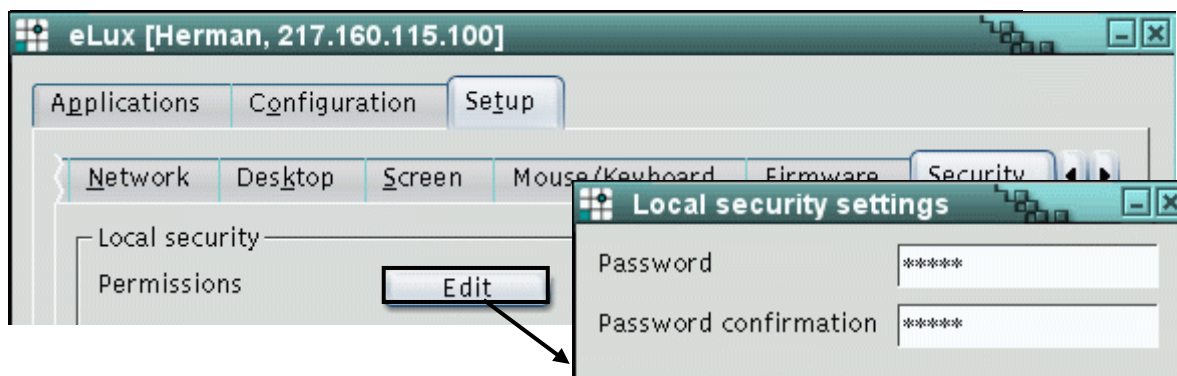 eLux [Herman, 217.160.115.100]
Applications Configuration Setup
Network Desktop Screen Mouse/Keyboard Firmware Security
Local security settings
Local security
Permissions Edit
Password *****
Password confirmation *****